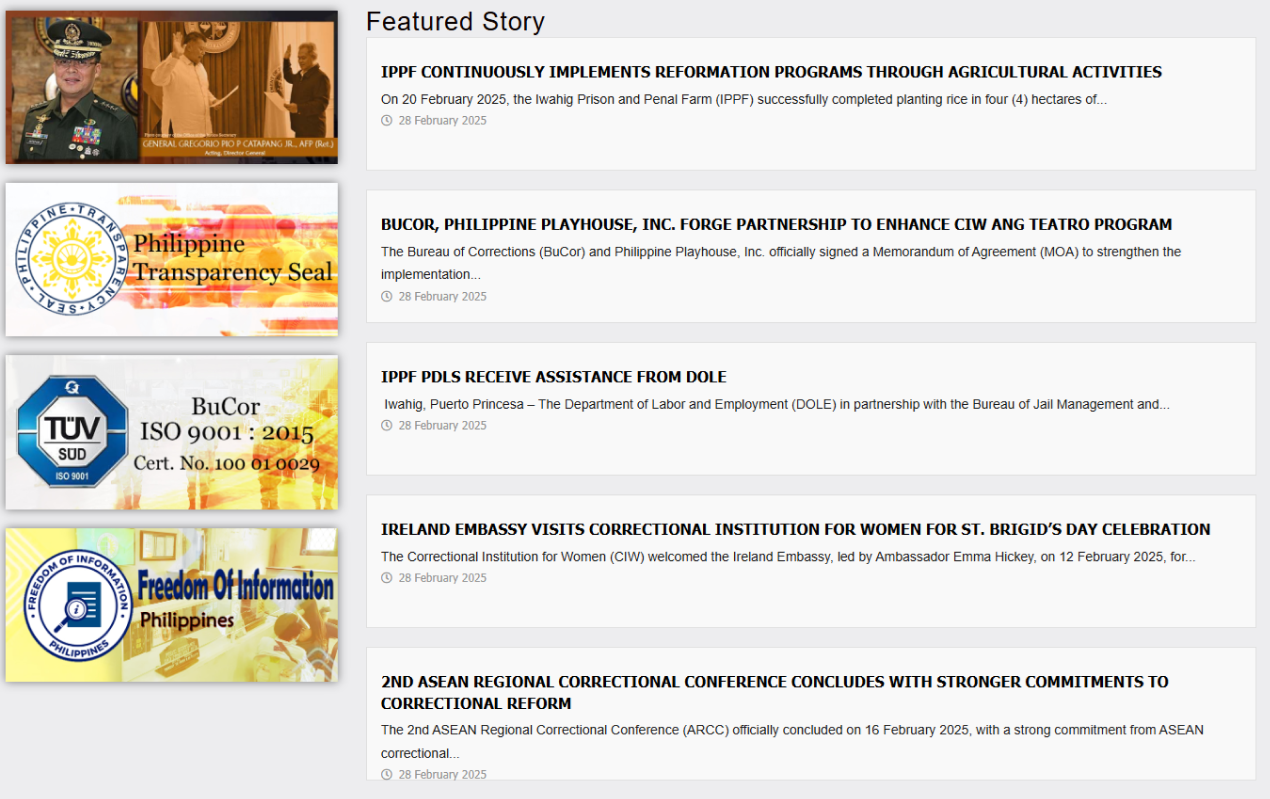 GENERAL GREGORIO PIO P CATAPANG JR., AFP (Ret.)
Acting, Director General
PHILIPPINE • TRANSPARENCY SEAL •
Philippine
Transparency Seal
TÜV
SÜD
ISO 9001
BuCor
ISO 9001 : 2015
Cert. No. 100 01 0029
• FREEDOM OF INFORMATION •
PHILIPPINES
Freedom Of Information
Philippines
Featured Story
IPPF CONTINUOUSLY IMPLEMENTS REFORMATION PROGRAMS THROUGH AGRICULTURAL ACTIVITIES
On 20 February 2025, the Iwahig Prison and Penal Farm (IPPF) successfully completed planting rice in four (4) hectares of...
28 February 2025
BUCOR, PHILIPPINE PLAYHOUSE, INC. FORGE PARTNERSHIP TO ENHANCE CIW ANG TEATRO PROGRAM
The Bureau of Corrections (BuCor) and Philippine Playhouse, Inc. officially signed a Memorandum of Agreement (MOA) to strengthen the
implementation...
28 February 2025
IPPF PDLS RECEIVE ASSISTANCE FROM DOLE
Iwahig, Puerto Princesa – The Department of Labor and Employment (DOLE) in partnership with the Bureau of Jail Management and...
28 February 2025
IRELAND EMBASSY VISITS CORRECTIONAL INSTITUTION FOR WOMEN FOR ST. BRIGID’S DAY CELEBRATION
The Correctional Institution for Women (CIW) welcomed the Ireland Embassy, led by Ambassador Emma Hickey, on 12 February 2025, for...
28 February 2025
2ND ASEAN REGIONAL CORRECTIONAL CONFERENCE CONCLUDES WITH STRONGER COMMITMENTS TO
CORRECTIONAL REFORM
The 2nd ASEAN Regional Correctional Conference (ARCC) officially concluded on 16 February 2025, with a strong commitment from ASEAN
correctional...
28 February 2025